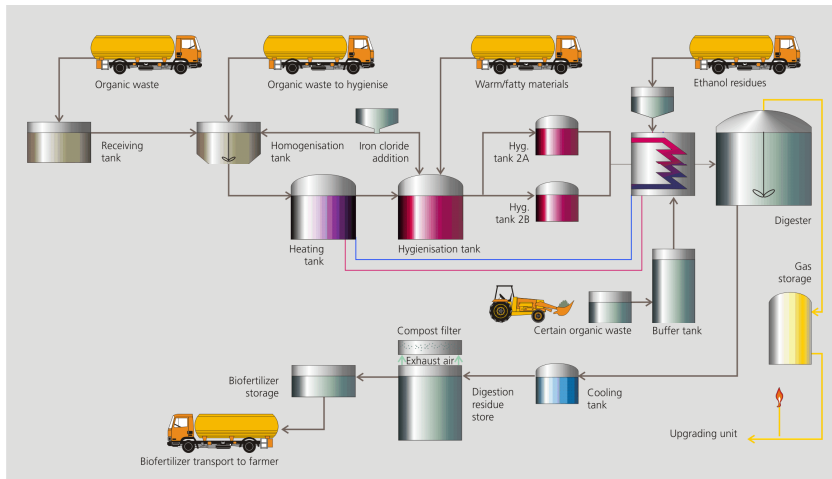 Organic waste
Organic waste to hygienise
Warm/fatty materials
Ethanol residues
Receiving
tank
Homogenisation
tank
Iron cloride
addition
Hyg.
tank 2A
Hyg.
tank 2B
Digester
Heating
tank
Hygienisation tank
Gas
storage
Certain organic waste
Buffer tank
Compost filter
Exhaust air
Biofertilizer
storage
Digestion
residue
store
Cooling
tank
Upgrading unit
Biofertilizer transport to farmer